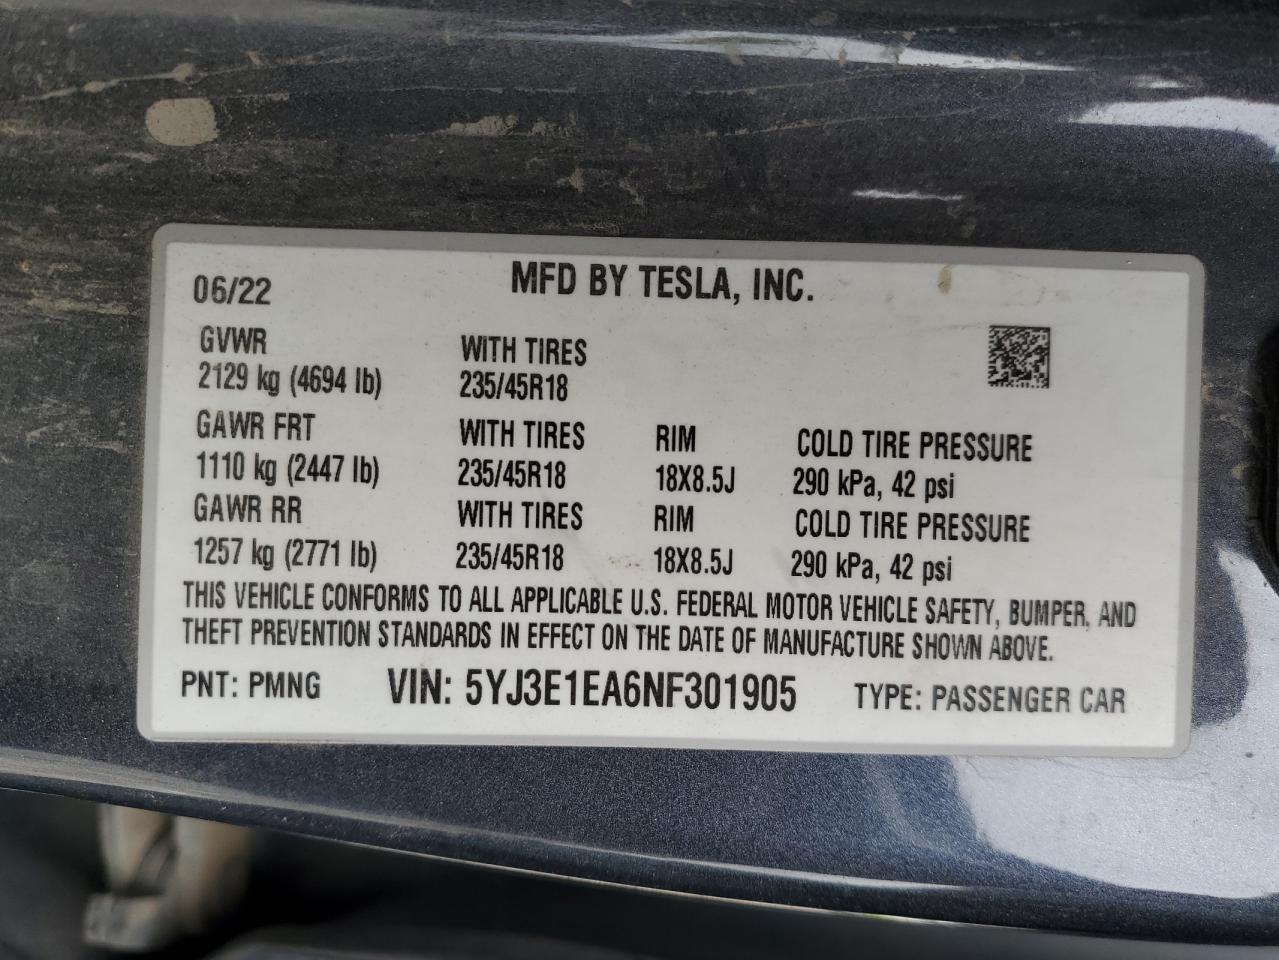 06/22 MFD BY TESLA, INC.
GVWR WITH TIRES
2129 kg (4694 lb) 235/45R18
GAWR FRT WITH TIRES RIM COLD TIRE PRESSURE
1110 kg (2447 lb) 235/45R18 18X8.5J 290 kPa, 42 psi
GAWR RR WITH TIRES RIM COLD TIRE PRESSURE
1257 kg (2771 lb) 235/45R18 18X8.5J 290 kPa, 42 psi
THIS VEHICLE CONFORMS TO ALL APPLICABLE U.S. FEDERAL MOTOR VEHICLE SAFETY, BUMPER, AND
THEFT PREVENTION STANDARDS IN EFFECT ON THE DATE OF MANUFACTURE SHOWN ABOVE.
PNT: PMNG VIN: 5YJ3E1EA6NF301905 TYPE: PASSENGER CAR